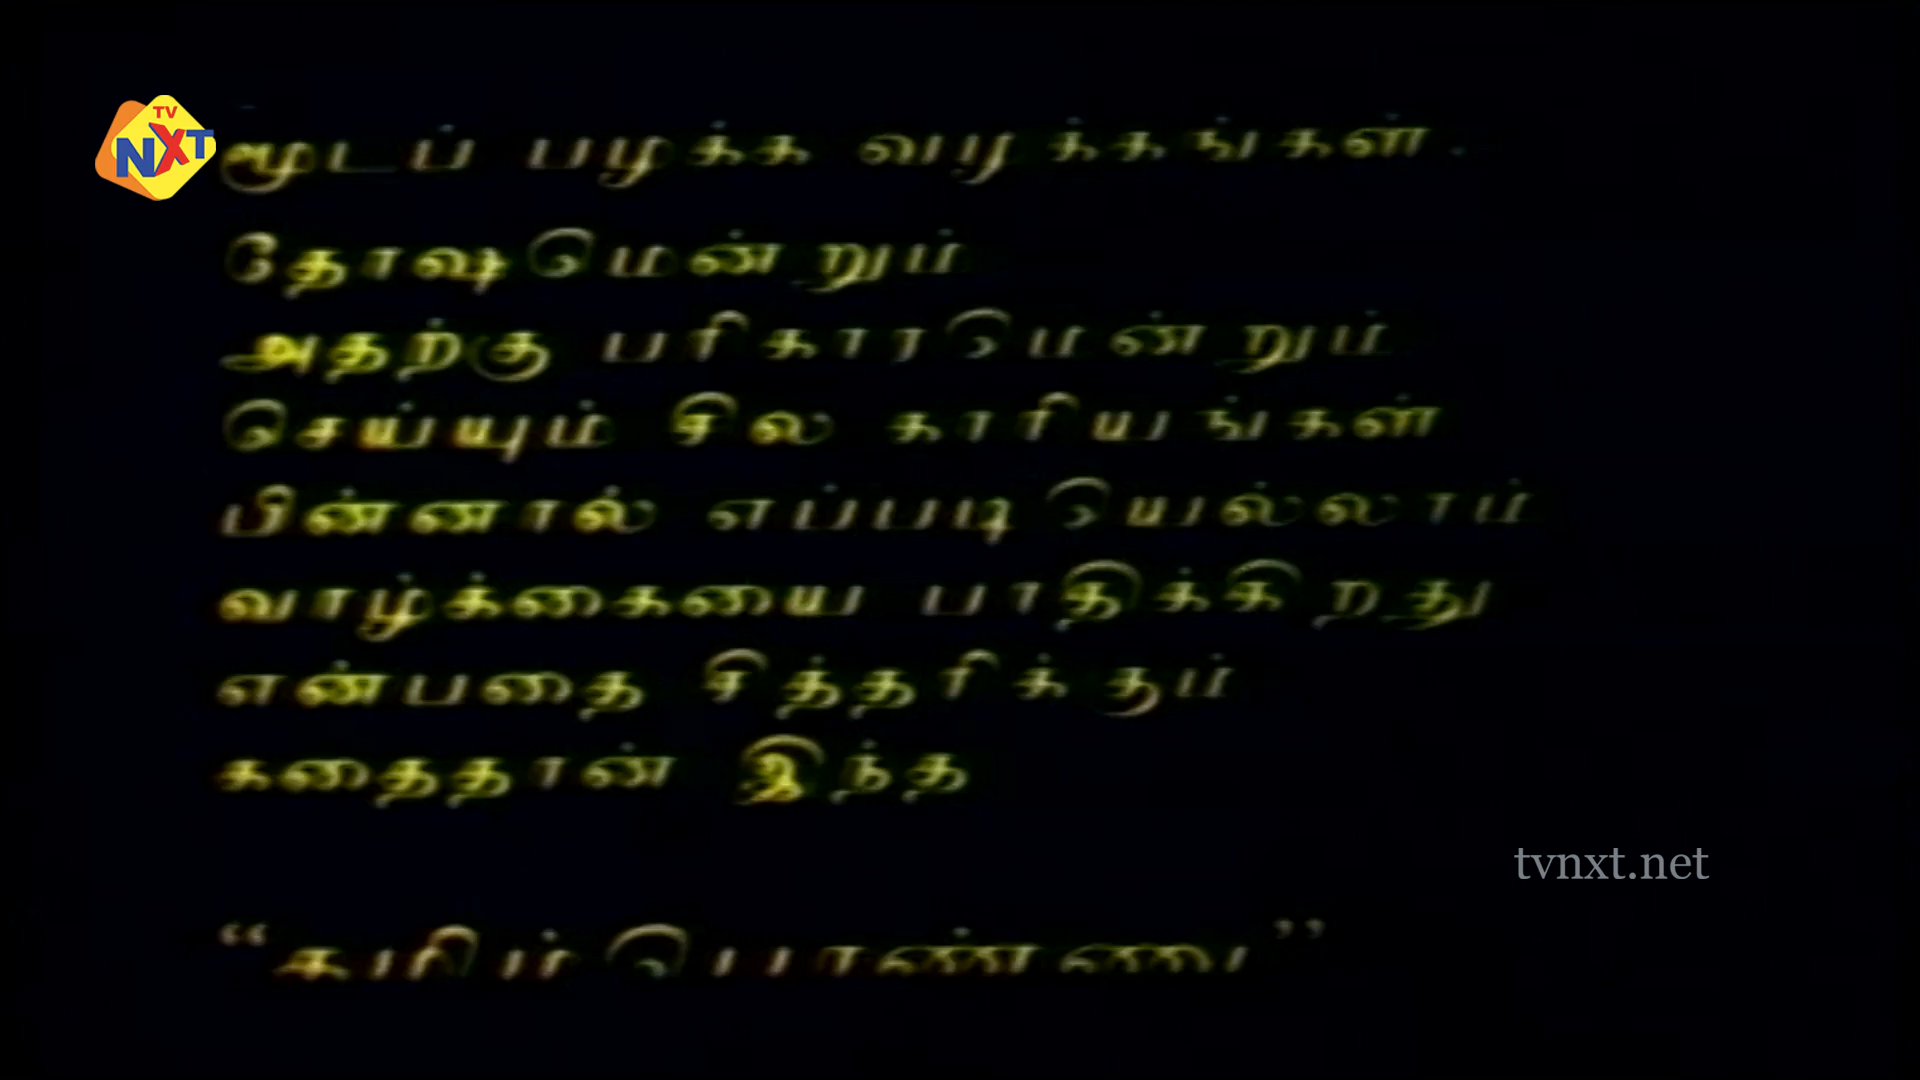 TV
NXT
மூடப் பழக்க வழக்கங்கள்.
தோஷமென்றும்
அதற்கு பரிகாரமென்றும்
செய்யும் சில காரியங்கள்
பின்னால் எப்படியெல்லாம்
வாழ்க்கையை பாதிக்கிறது
என்பதை சித்தரிக்கும்
கதைதான் இந்த
tvnxt.net